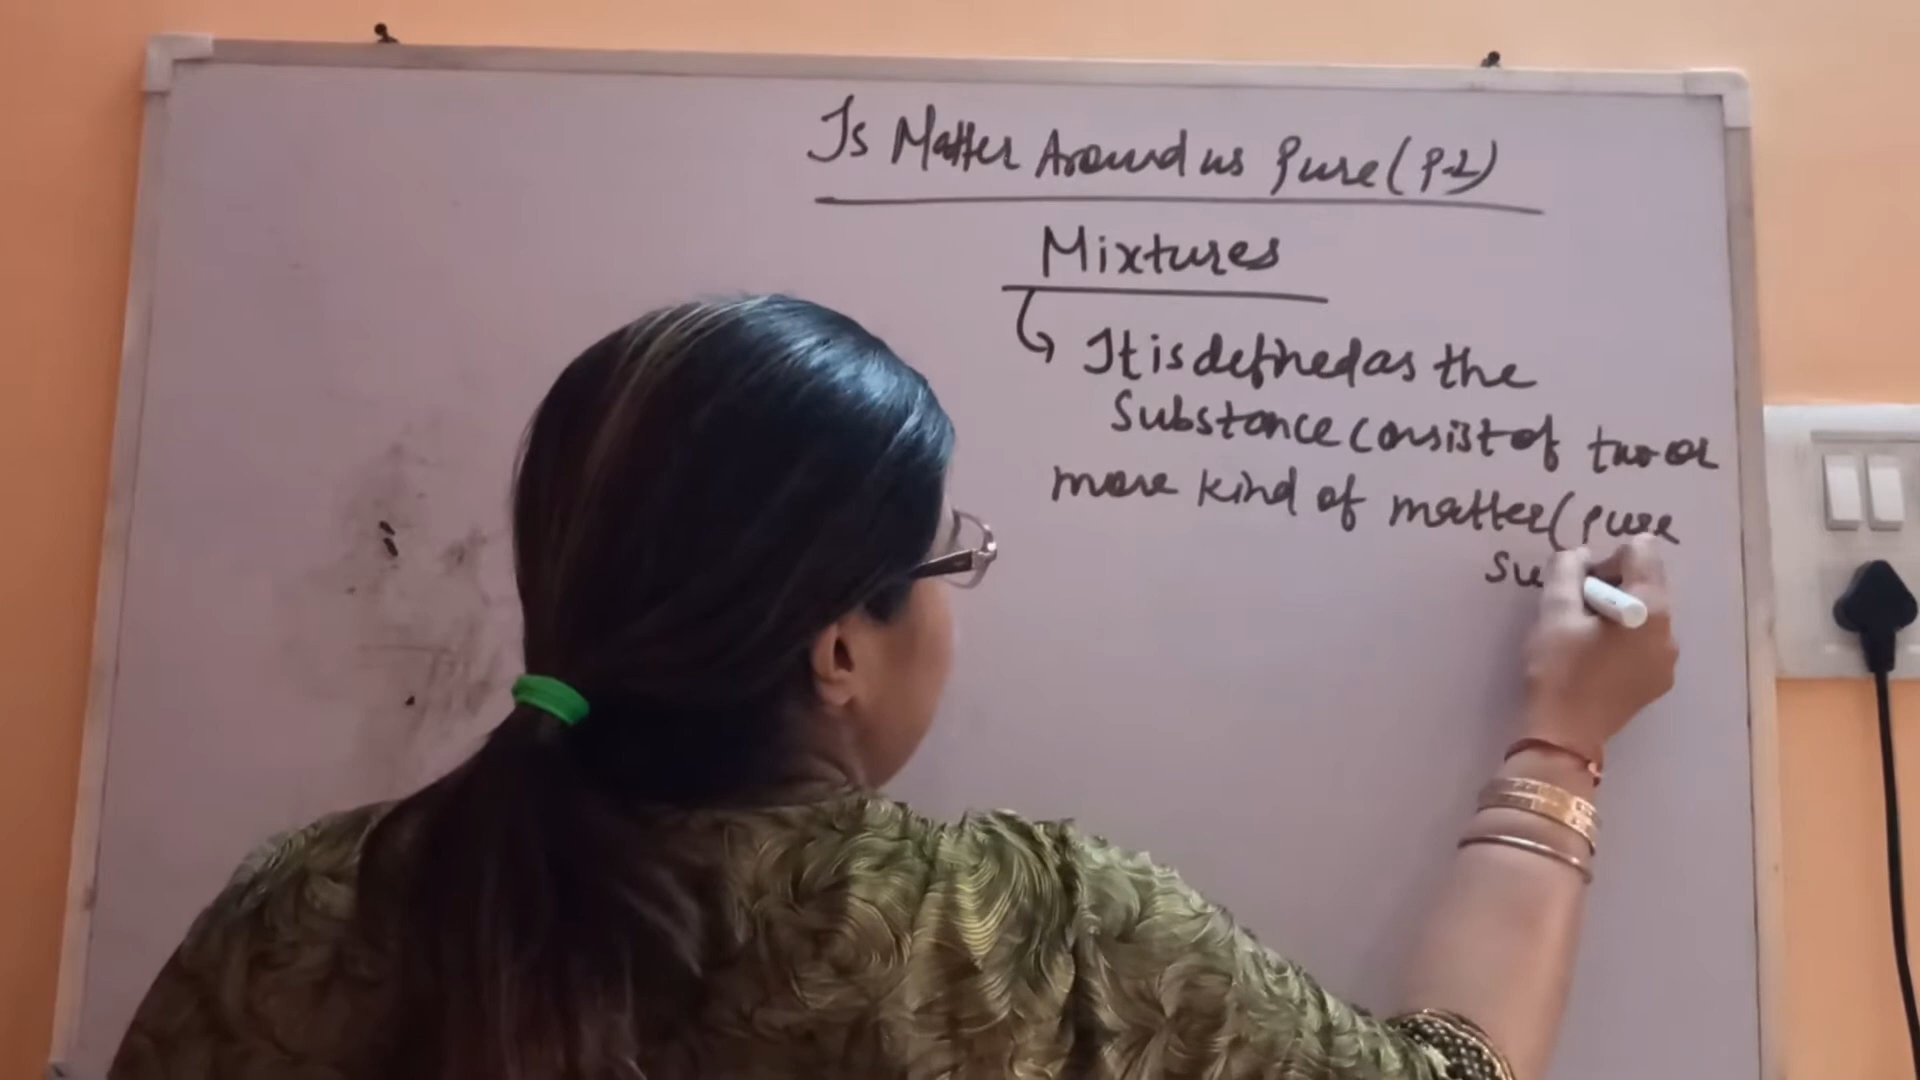 Is Matter Around us Pure (P-2)
Mixtures
It is defined as the
Substance consist of two or
more kind of matter (pure
su